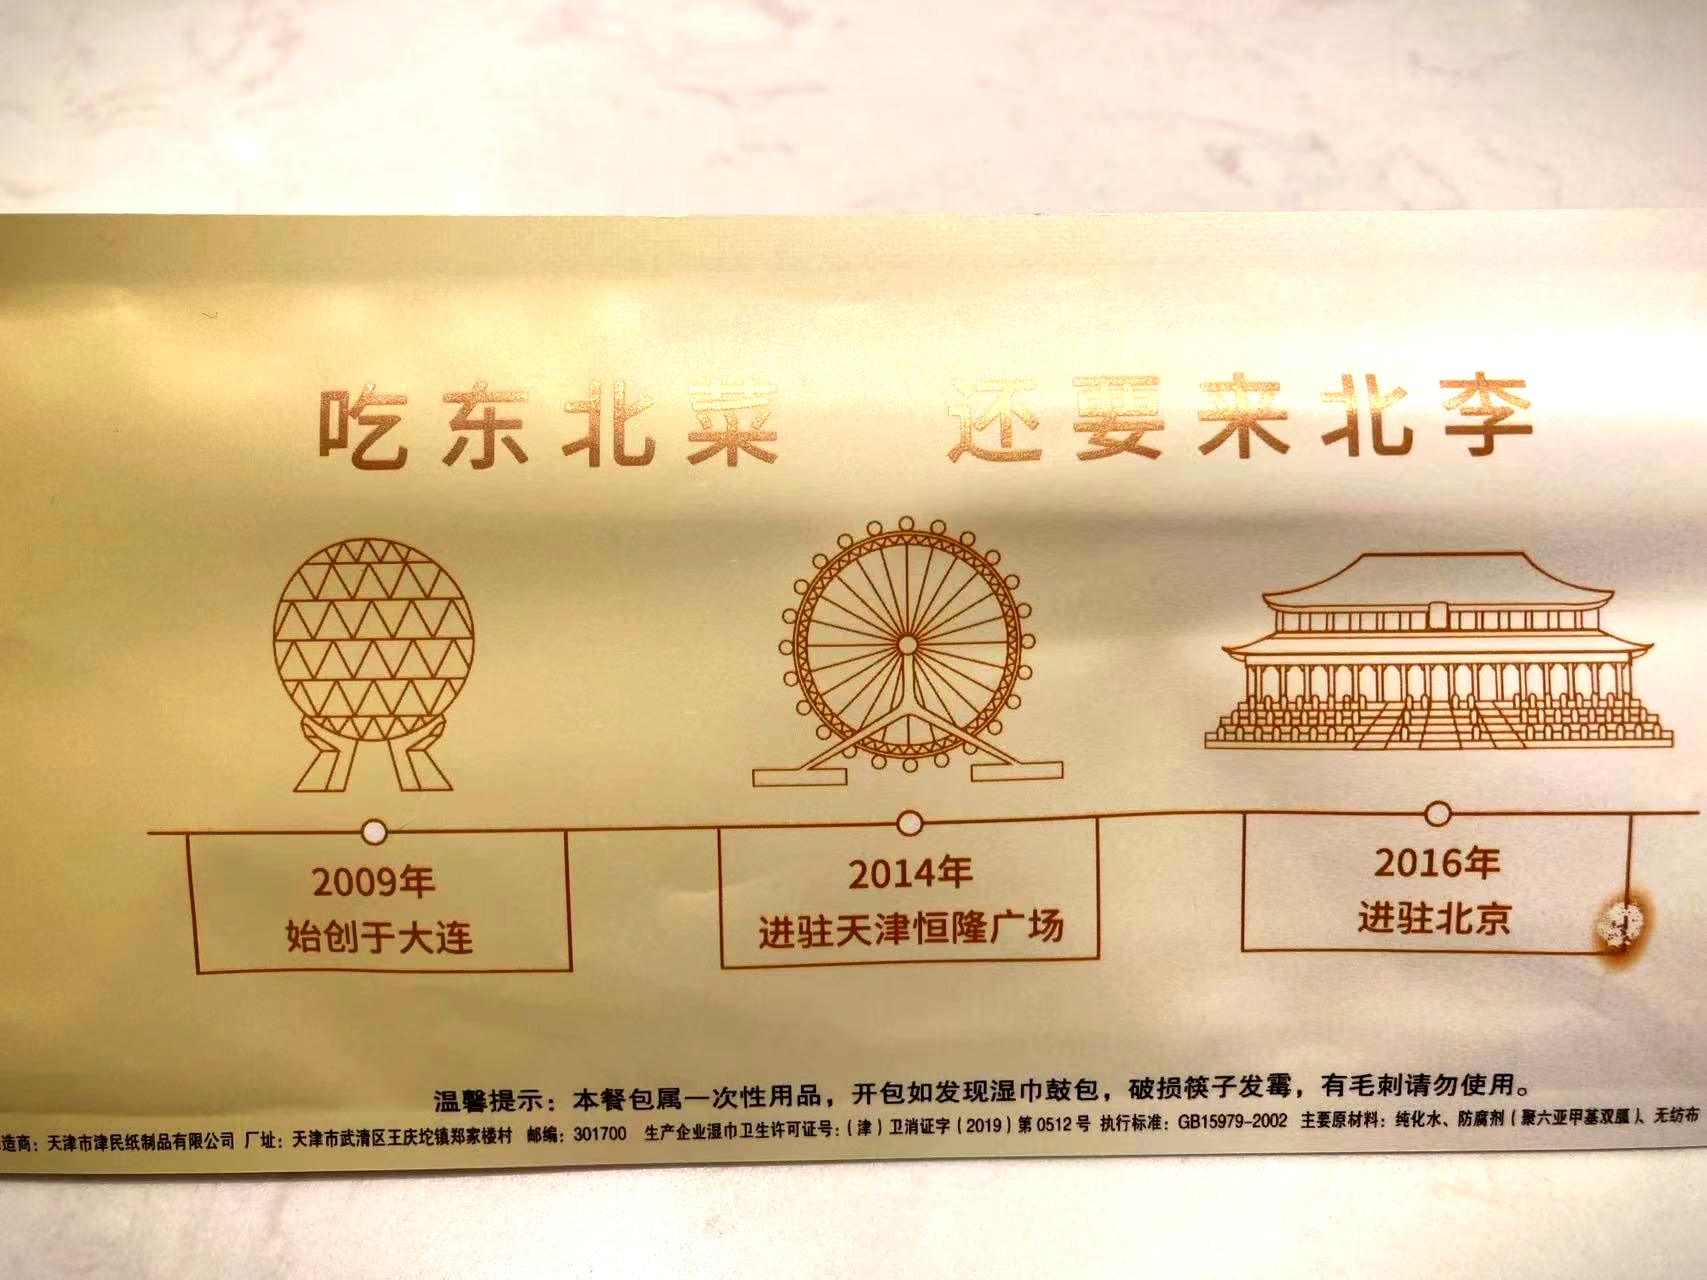 吃东北菜 还要来北李
2009年
始创于大连
2014年
进驻天津恒隆广场
2016年
进驻北京
温馨提示：本餐包属一次性用品，开包如发现湿巾鼓包，破损筷子发霉，有毛刺请勿使用。
造商：天津市津民纸制品有限公司 厂址：天津市武清区王庆坨镇郑家楼村 邮编：301700 生产企业湿巾卫生许可证号：（津）卫消证字（2019）第0512号 执行标准：GB15979-2002 主要原材料：纯化水、防腐剂（聚六亚甲基双胍）、无纺布